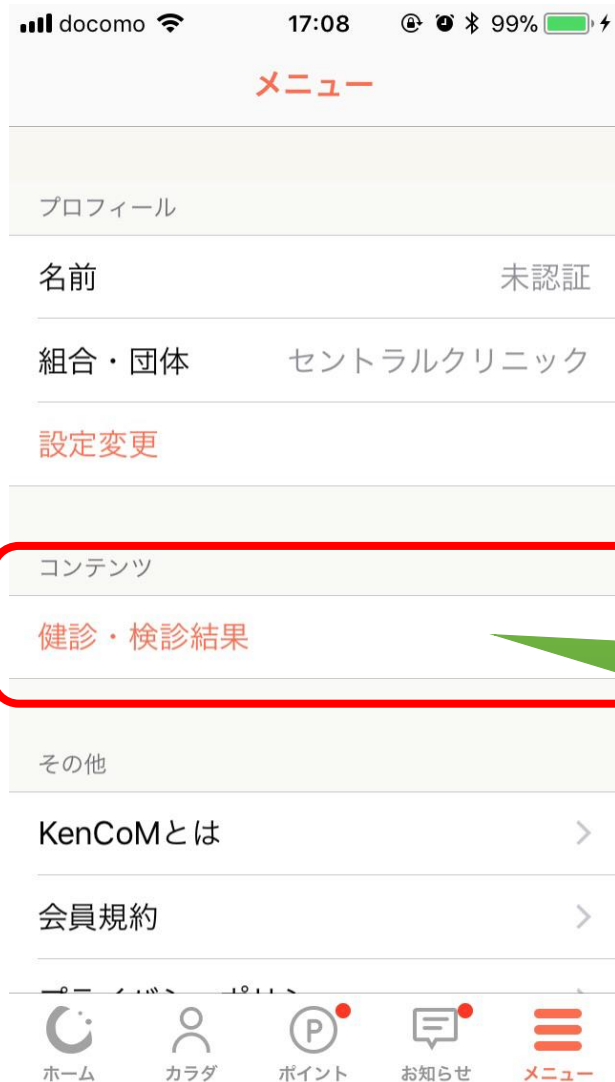 docomo 17:08 99%
メニュー
プロフィール
名前 未認証
組合・団体 セントラルクリニック
設定変更
コンテンツ
健診・検診結果
その他
KenCoMとは
会員規約
ホーム カラダ ポイント お知らせ メニュー